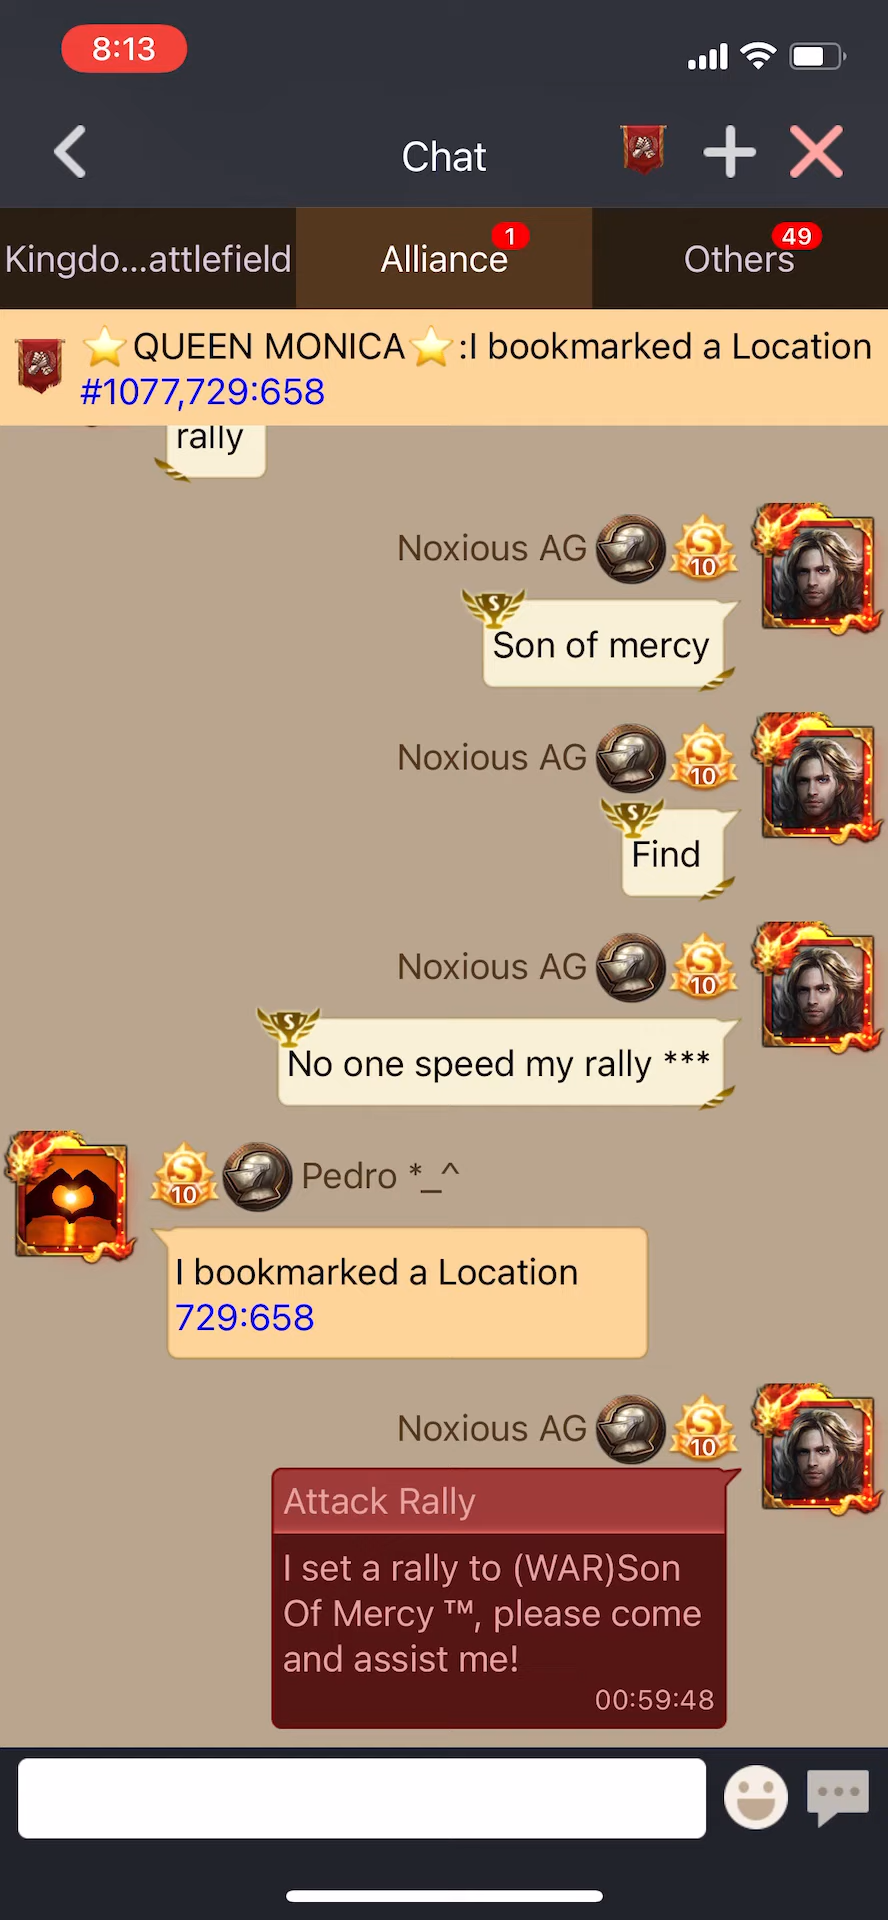 8:13
Chat
Kingdo...attlefield
Alliance
1
Others
49
⭐QUEEN MONICA⭐:I bookmarked a Location
#1077,729:658
rally
Noxious AG
S
10
S
Son of mercy
Noxious AG
S
10
S
Find
Noxious AG
S
10
S
No one speed my rally ***
S
10
Pedro *_^
I bookmarked a Location
729:658
Noxious AG
S
10
Attack Rally
I set a rally to (WAR)Son
Of Mercy ™, please come
and assist me!
00:59:48